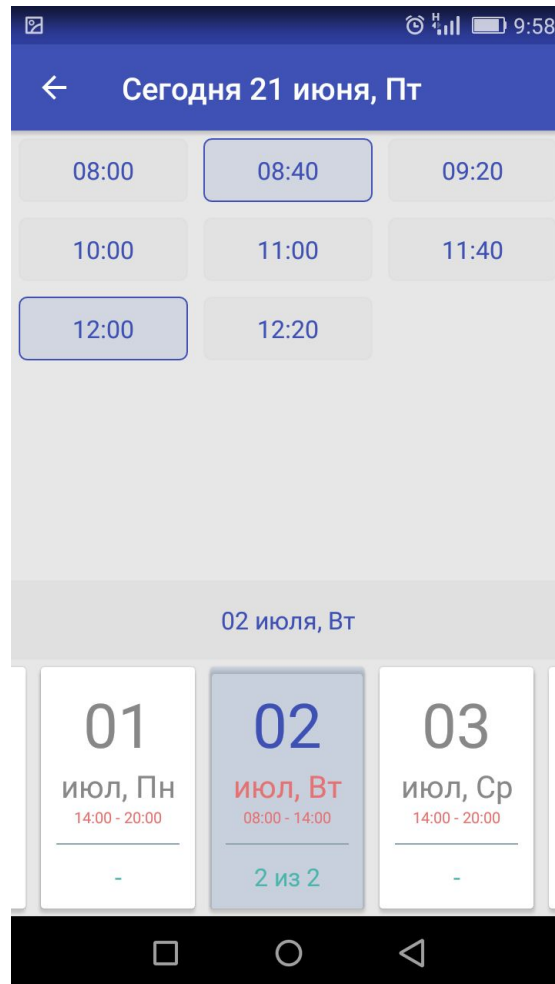 H 9:58
Сегодня 21 июня, Пт
08:00 08:40 09:20
10:00 11:00 11:40
12:00 12:20
02 июля, Вт
01 02 03
июл, Пн июл, Вт июл, Ср
14:00 - 20:00 08:00 - 14:00 14:00 - 20:00
- 2 из 2 -